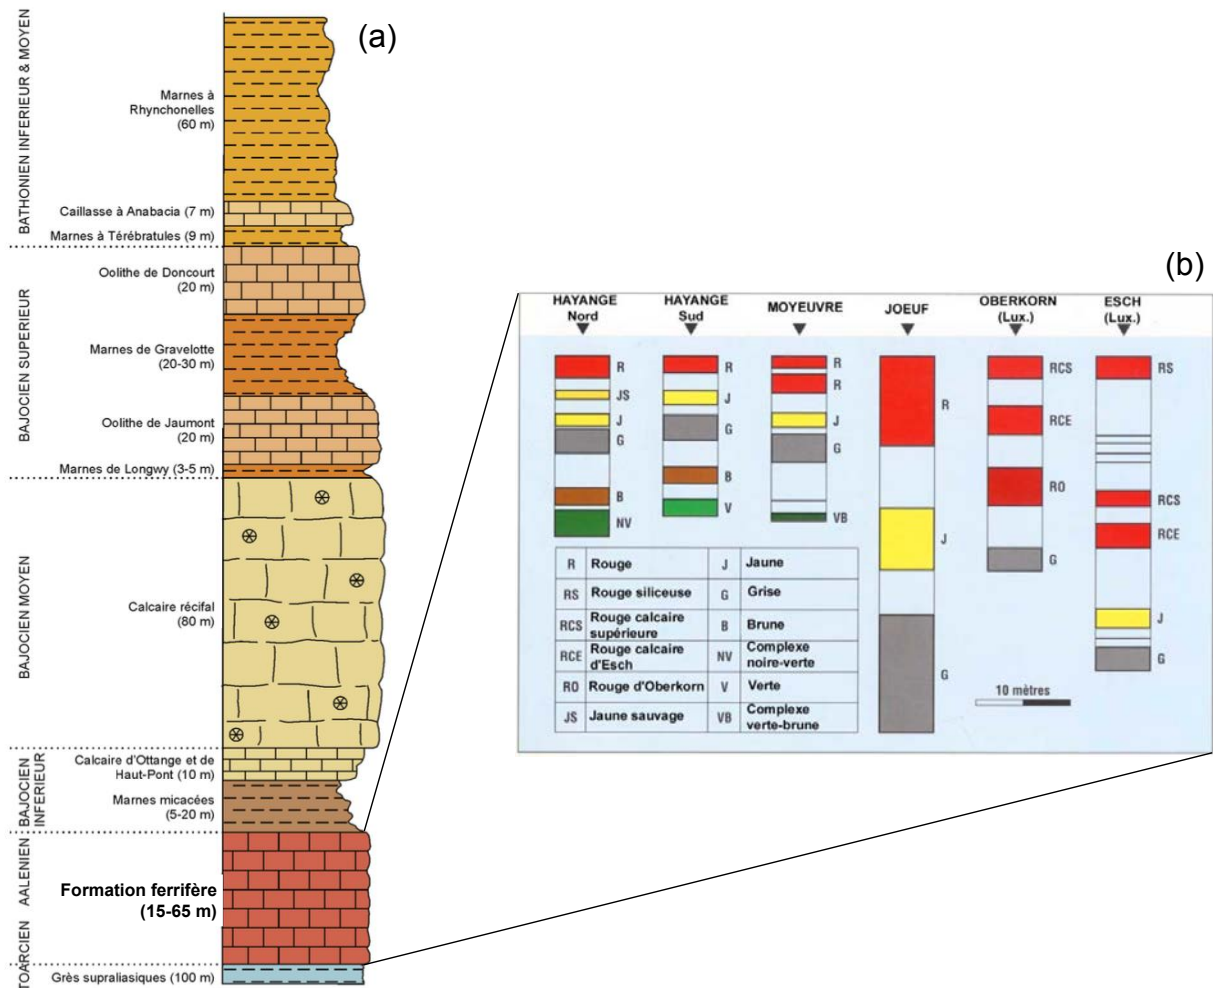 (a)
BATHONIEN INFERIEUR & MOYEN
Marnes à
Rhynchonelles
(60 m)
Caillasse à Anabacia (7 m)
Marnes à Térébratules (9 m)
BAJOCIEN SUPERIEUR
Oolithe de Doncourt
(20 m)
Marnes de Gravelotte
(20-30 m)
Oolithe de Jaumont
(20 m)
Marnes de Longwy (3-5 m)
BAJOCIEN MOYEN
Calcaire récifal
(80 m)
BAJOCIEN
INFERIEUR
Calcaire d'Ottange et de
Haut-Pont (10 m)
Marnes micacées
(5-20 m)
AALENIEN
Formation ferrifère
(15-65 m)
TOARCIEN
Grès supraliasiques (100 m)
(b)
HAYANGE
Nord
R
JS
J
G
B
NV
HAYANGE
Sud
R
J
G
B
V
MOYEUVRE
R
R
J
G
VB
JOEUF
R
J
G
OBERKORN
(Lux.)
RCS
RCE
RO
G
ESCH
(Lux.)
RS
RCS
RCE
J
G
R Rouge J Jaune
RS Rouge siliceuse G Grise
RCS Rouge calcaire
supérieure B Brune
RCE Rouge calcaire
d'Esch NV Complexe
noire-verte
RO Rouge d'Oberkorn V Verte
JS Jaune sauvage VB Complexe
verte-brune
10 mètres